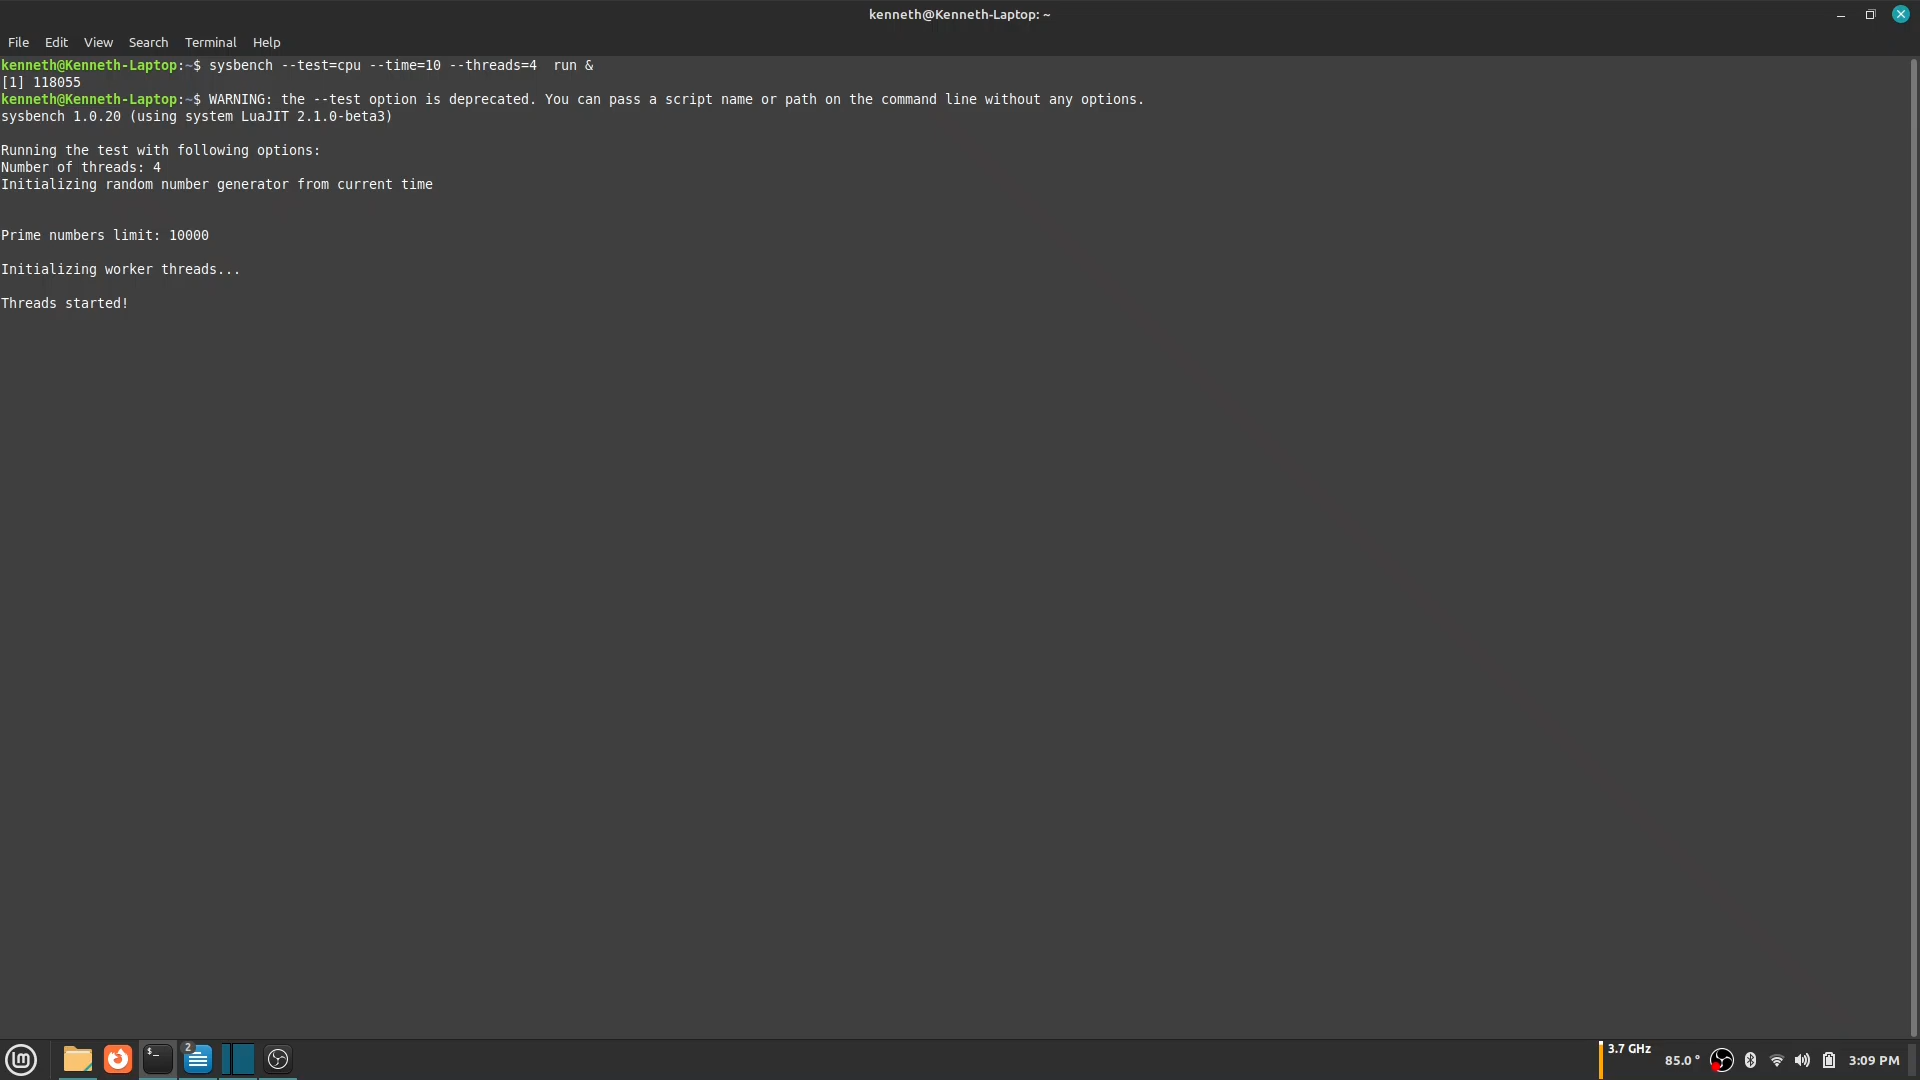 kenneth@Kenneth-Laptop: ~
File Edit View Search Terminal Help
kenneth@Kenneth-Laptop:~$ sysbench --test=cpu --time=10 --threads=4  run &
[1] 118055
kenneth@Kenneth-Laptop:~$ WARNING: the --test option is deprecated. You can pass a script name or path on the command line without any options.
sysbench 1.0.20 (using system LuaJIT 2.1.0-beta3)
Running the test with following options:
Number of threads: 4
Initializing random number generator from current time
Prime numbers limit: 10000
Initializing worker threads...
Threads started!
$_ 2 3.7 GHz 85.0 ° 3:09 PM